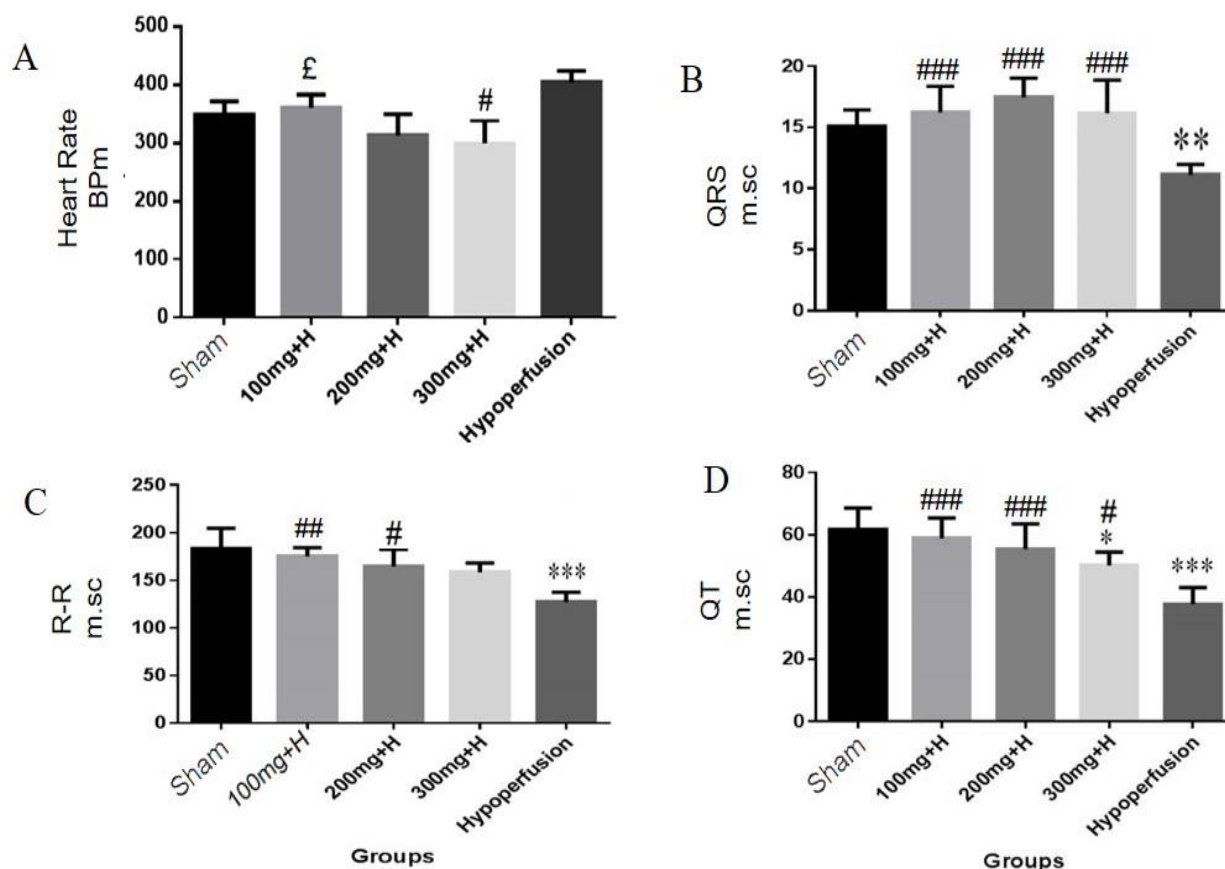 A
Heart Rate
BPm
500
400
300
200
100
0
£
#
Sham
100mg+H
200mg+H
300mg+H
Hypoperfusion
B
QRS
m.sc
20
15
10
5
0
###
###
###
**
Sham
100mg+H
200mg+H
300mg+H
Hypoperfusion
C
R-R
m.sc
250
200
150
100
50
0
##
#
***
Sham
100mg+H
200mg+H
300mg+H
Hypoperfusion
Groups
D
QT
m.sc
80
60
40
20
0
###
###
#
*
***
Sham
100mg+H
200mg+H
300mg+H
Hypoperfusion
Groups